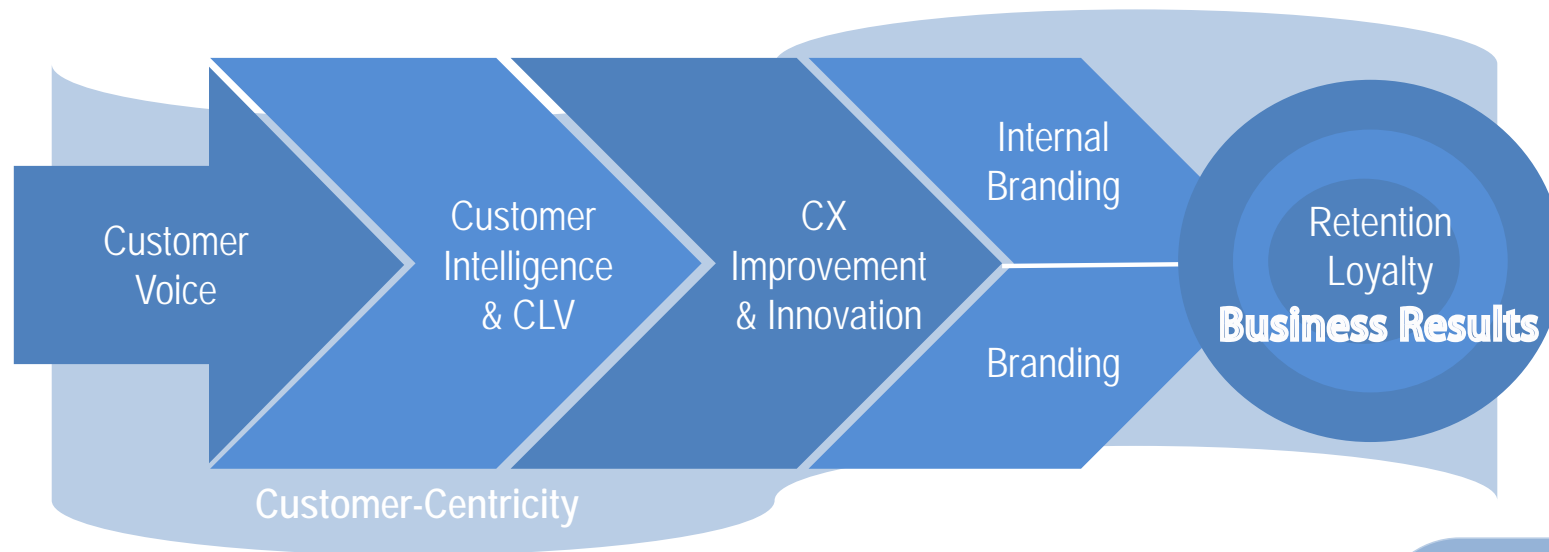 Customer
Voice
Customer
Intelligence
& CLV
CX
Improvement
& Innovation
Internal
Branding
Branding
Retention
Loyalty
Business Results
Customer-Centricity